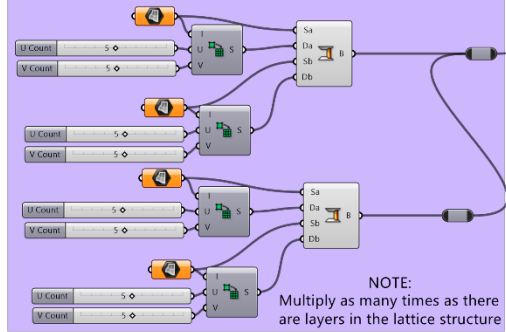 I
U
V
S
U Count 5
V Count 5
Sa
Da
Sb
Db
B
I
U
V
S
U Count 5
V Count 5
I
U
V
S
U Count 5
V Count 5
Sa
Da
Sb
Db
B
I
U
V
S
U Count 5
V Count 5
NOTE:
Multiply as many times as there
are layers in the lattice structure